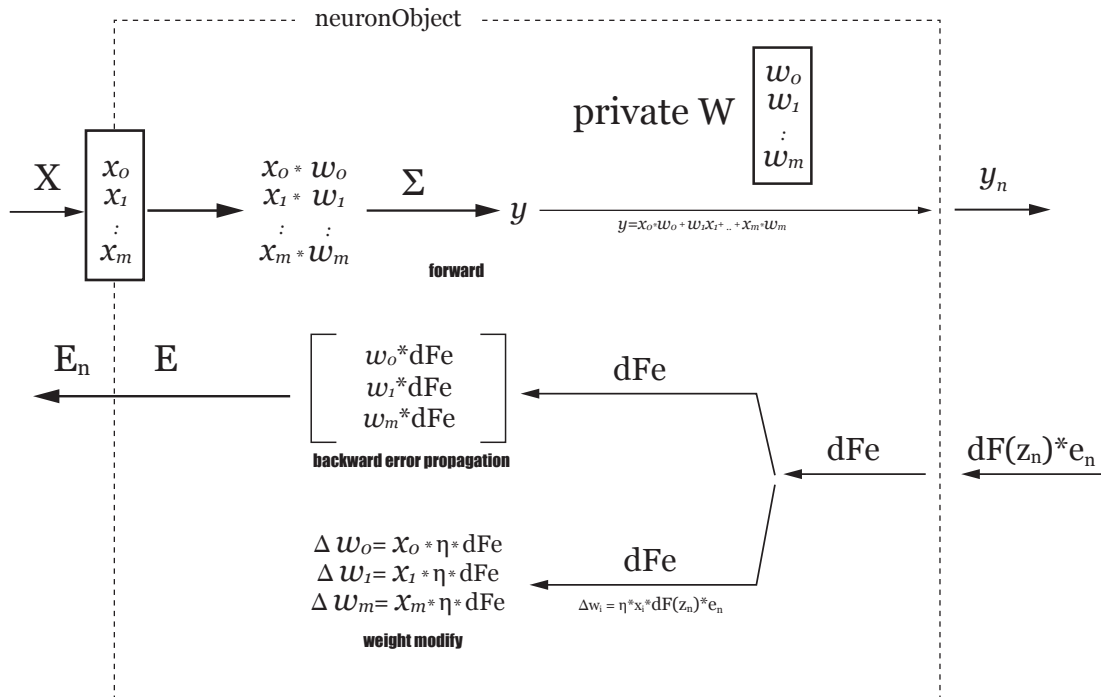 neuronObject
private W
w₀
w₁
:
wₘ
X
x₀
x₁
:
xₘ
x₀ * w₀
x₁ * w₁
: :
xₘ * wₘ
Σ
y
y=x₀*w₀+w₁x₁+..+xₘ*wₘ
yₙ
forward
Eₙ
E
w₀*dFe
w₁*dFe
wₘ*dFe
backward error propagation
dFe
dFe
dF(zₙ)*eₙ
Δ w₀= x₀ * η* dFe
Δ w₁= x₁ * η* dFe
Δ wₘ= xₘ* η* dFe
weight modify
dFe
Δwᵢ = η*xᵢ*dF(zₙ)*eₙ